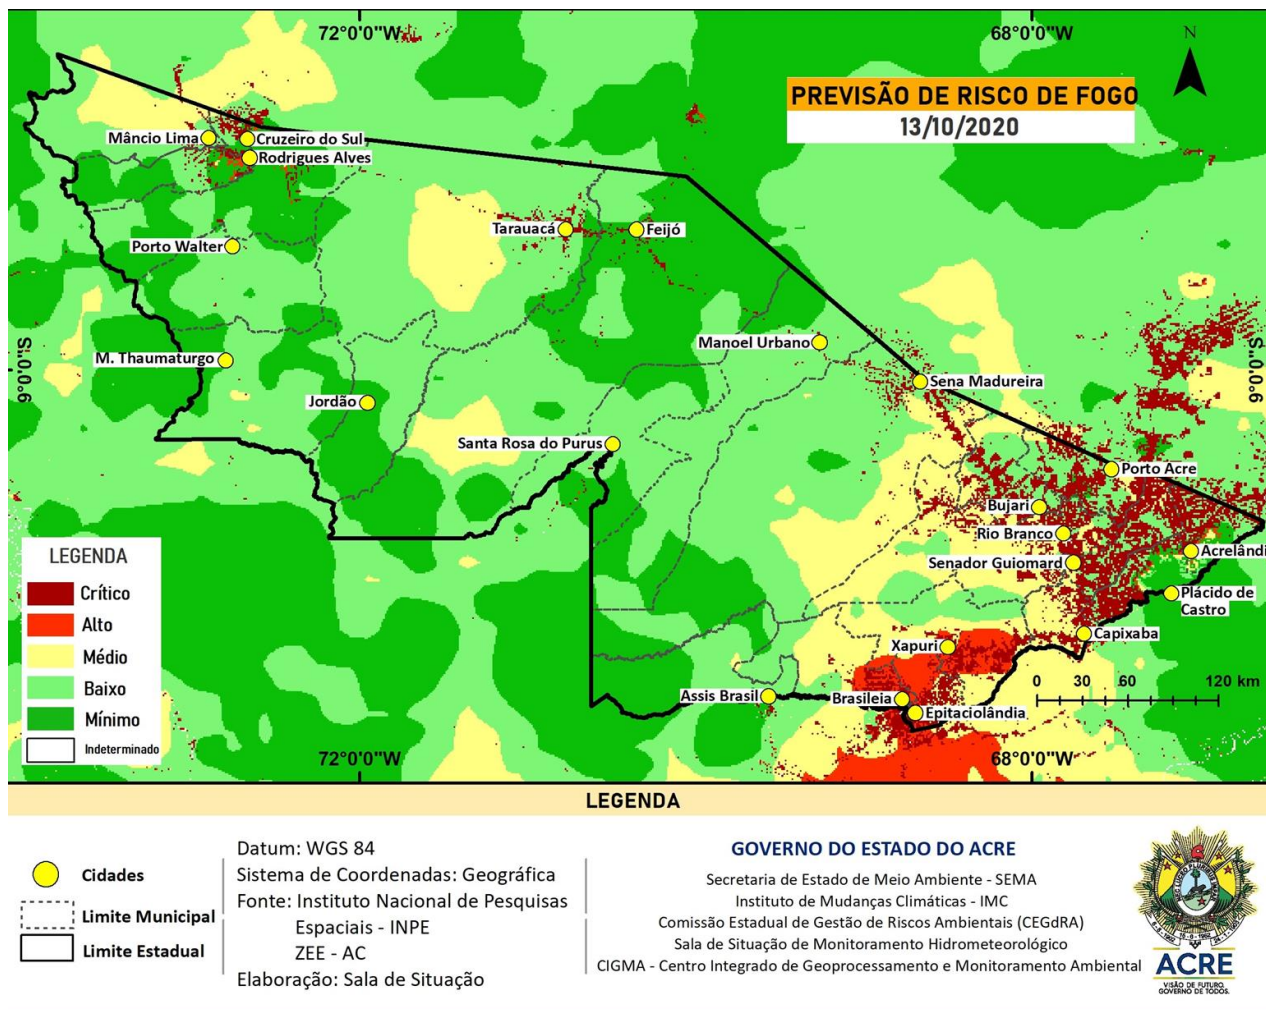 72°0'0"W
68°0'0"W
N
PREVISÃO DE RISCO DE FOGO
13/10/2020
Mâncio Lima
Cruzeiro do Sul
Rodrigues Alves
Tarauacá
Feijó
Porto Walter
Manoel Urbano
9°0'0"S
9°0'0"S
M. Thaumaturgo
Sena Madureira
Jordão
Santa Rosa do Purus
Porto Acre
Bujari
Rio Branco
Acrelândi
Senador Guiomard
Plácido de
Castro
Capixaba
Xapuri
Assis Brasil
Brasileia
Epitaciolândia
LEGENDA
Crítico
Alto
Médio
Baixo
Mínimo
Indeterminado
0 30 60 120 km
72°0'0"W
68°0'0"W
LEGENDA
Cidades
Limite Municipal
Limite Estadual
Datum: WGS 84
Sistema de Coordenadas: Geográfica
Fonte: Instituto Nacional de Pesquisas
Espaciais - INPE
ZEE - AC
Elaboração: Sala de Situação
GOVERNO DO ESTADO DO ACRE
Secretaria de Estado de Meio Ambiente - SEMA
Instituto de Mudanças Climáticas - IMC
Comissão Estadual de Gestão de Riscos Ambientais (CEGdRA)
Sala de Situação de Monitoramento Hidrometeorológico
CIGMA - Centro Integrado de Geoprocessamento e Monitoramento Ambiental
ACRE
VISÃO DE FUTURO.
GOVERNO DE TODOS.